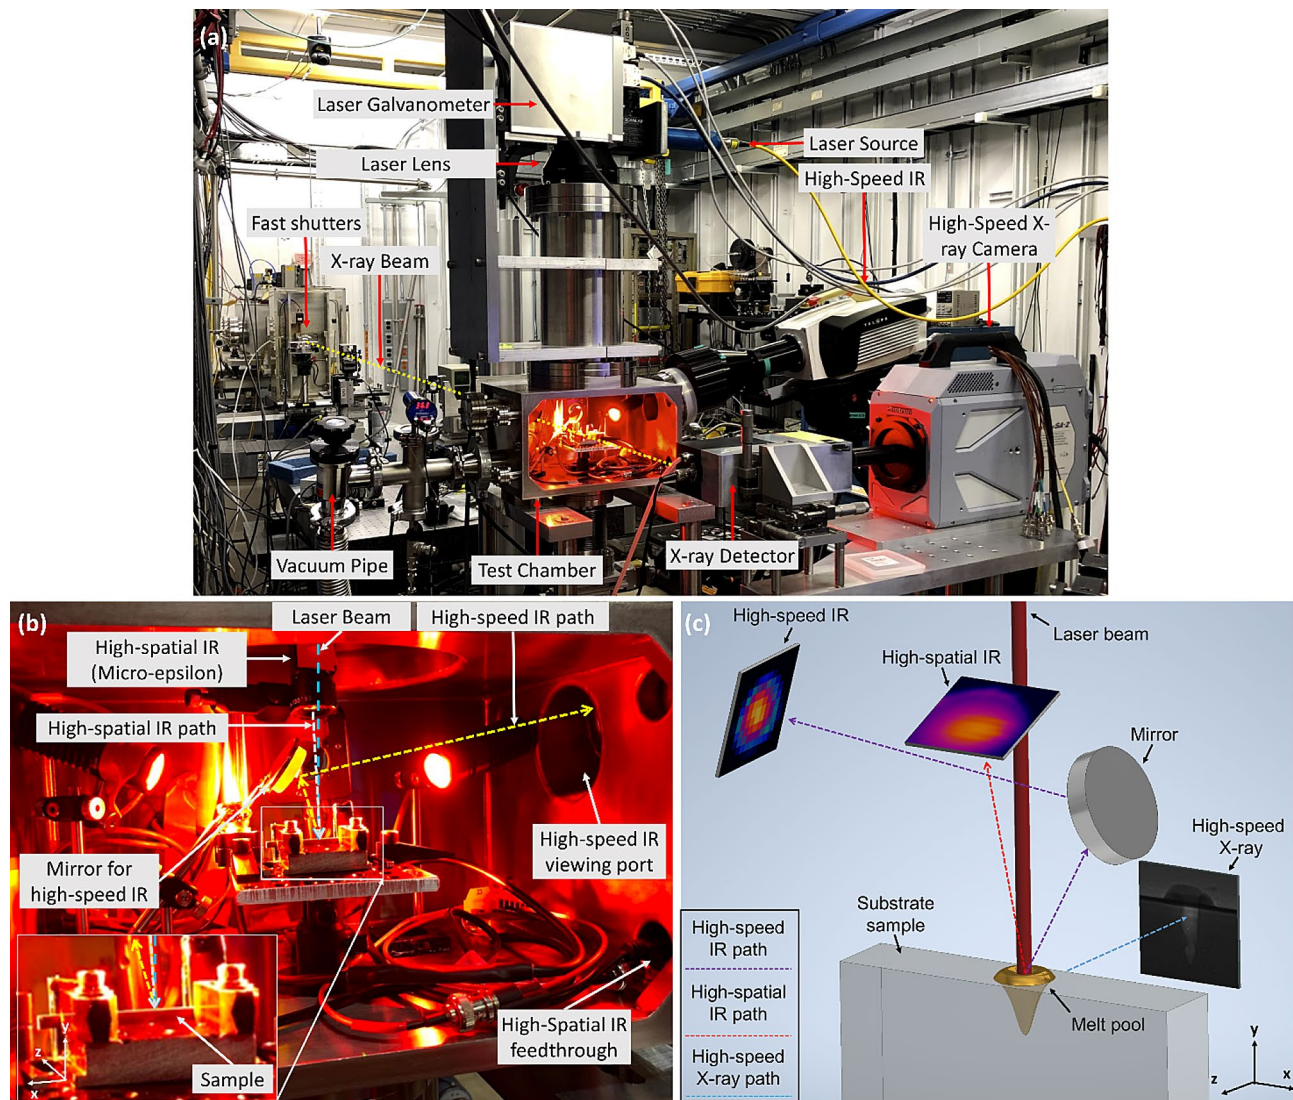 (a)
Laser Galvanometer
Laser Lens
Laser Source
High-Speed IR
Fast shutters
X-ray Beam
High-Speed X-
ray Camera
Vacuum Pipe
Test Chamber
X-ray Detector
(b)
Laser Beam
High-speed IR path
High-spatial IR
(Micro-epsilon)
High-spatial IR path
Mirror for
high-speed IR
High-speed IR
viewing port
High-Spatial IR
feedthrough
Sample
y
z
x
(c)
High-speed IR
Laser beam
High-spatial IR
Mirror
High-speed
X-ray
Substrate
sample
Melt pool
High-speed
IR path
High-spatial
IR path
High-speed
X-ray path
y
x
z